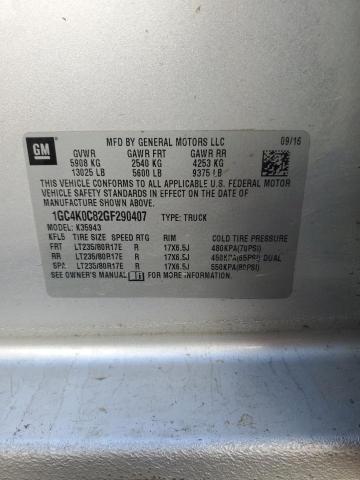 GM
MFD BY GENERAL MOTORS LLC
09/16
GVWR GAWR FRT GAWR RR
5908 KG 2540 KG 4253 KG
13025 LB 5600 LB 9375 LB
THIS VEHICLE CONFORMS TO ALL APPLICABLE U.S. FEDERAL MOTOR
VEHICLE SAFETY STANDARDS IN EFFECT ON THE DATE OF
MANUFACTURE SHOWN ABOVE.
1GC4K0C82GF290407 TYPE: TRUCK
MODEL: K35943
KFL5 TIRE SIZE SPEED RTG RIM COLD TIRE PRESSURE
FRT LT235/80R17E R 17X6.5J 480KPA(70PSI)
RR LT235/80R17E R 17X6.5J 450KPA(65PSI) DUAL
SPA LT235/80R17E R 17X6.5J 550KPA(80PSI)
SEE OWNER'S MANUAL FOR ADDITIONAL INFORMATION.